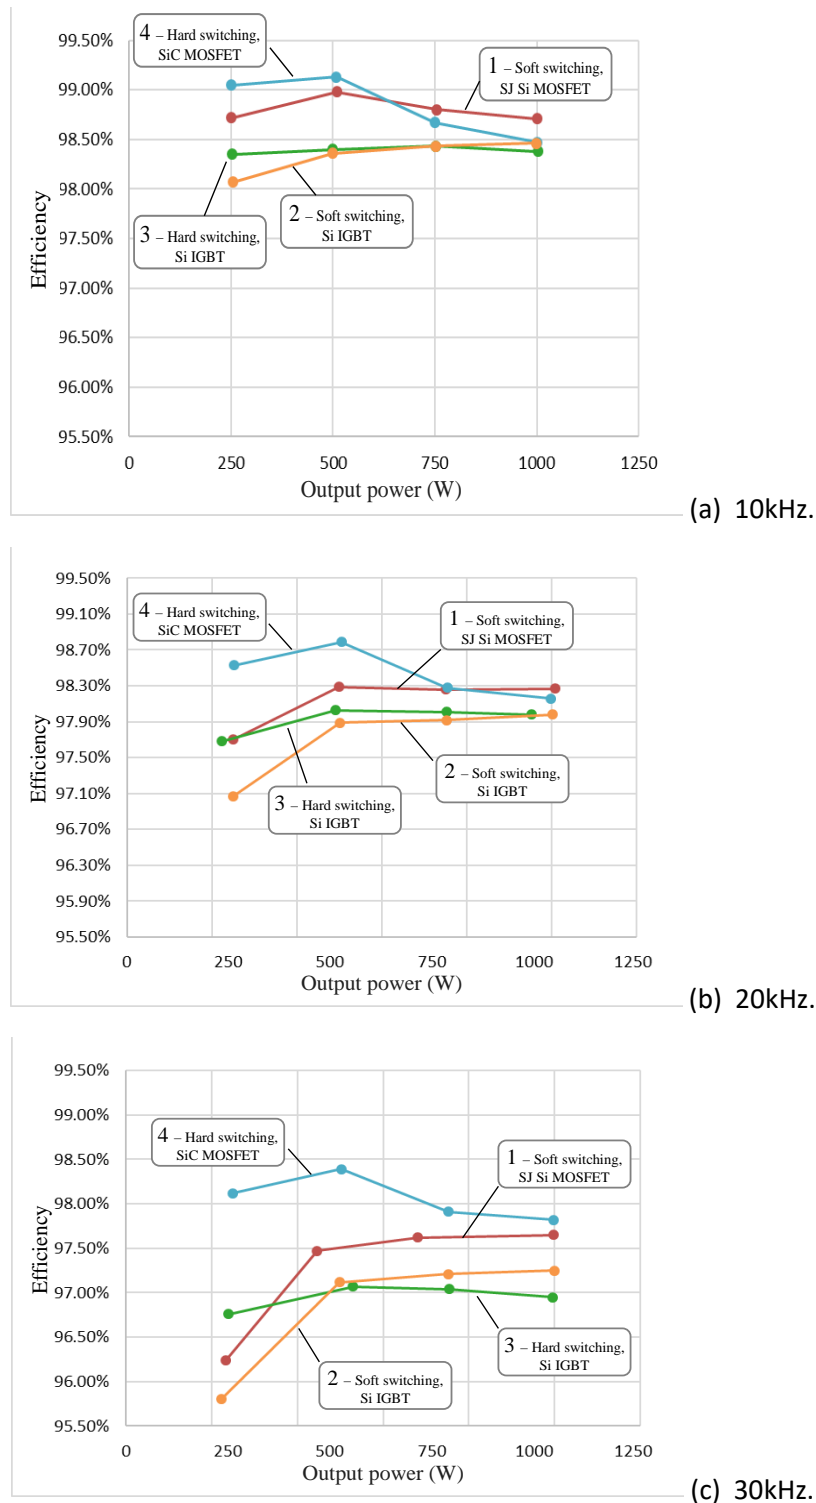 99.50%
4 – Hard switching,
SiC MOSFET
99.00%
1 – Soft switching,
SJ Si MOSFET
98.50%
98.00%
2 – Soft switching,
Si IGBT
3 – Hard switching,
Si IGBT
97.50%
97.00%
96.50%
96.00%
95.50%
Efficiency
0 250 500 750 1000 1250
Output power (W)
(a) 10kHz.
99.50%
99.10%
4 – Hard switching,
SiC MOSFET
1 – Soft switching,
SJ Si MOSFET
98.70%
98.30%
97.90%
97.50%
2 – Soft switching,
Si IGBT
97.10%
3 – Hard switching,
Si IGBT
96.70%
96.30%
95.90%
95.50%
Efficiency
0 250 500 750 1000 1250
Output power (W)
(b) 20kHz.
99.50%
99.00%
4 – Hard switching,
SiC MOSFET
98.50%
1 – Soft switching,
SJ Si MOSFET
98.00%
97.50%
97.00%
96.50%
3 – Hard switching,
Si IGBT
96.00%
2 – Soft switching,
Si IGBT
95.50%
Efficiency
0 250 500 750 1000 1250
Output power (W)
(c) 30kHz.